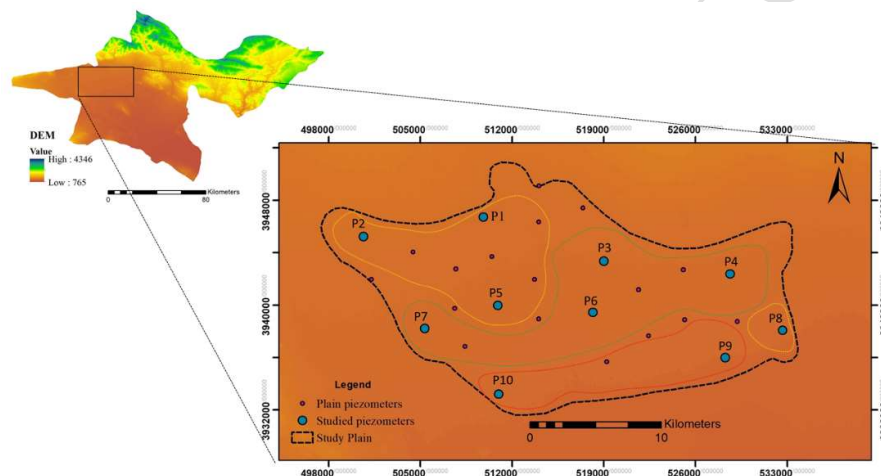 DEM
Value
High : 4346
Low : 765
Kilometers
0 80
498000 505000 512000 519000 526000 533000
N
3948000
3940000
3932000
P1
P2
P3
P4
P5
P6
P7
P8
P9
P10
Legend
Plain piezometers
Studied piezometers
Study Plain
Kilometers
0 10
498000 505000 512000 519000 526000 533000